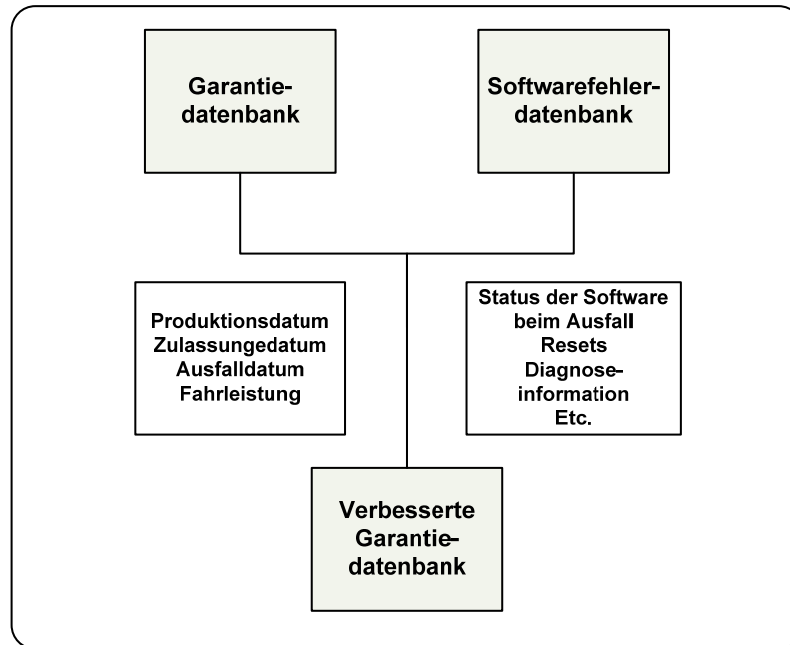 Garantie-
datenbank
Softwarefehler-
datenbank
Produktionsdatum
Zulassungedatum
Ausfalldatum
Fahrleistung
Status der Software
beim Ausfall
Resets
Diagnose-
information
Etc.
Verbesserte
Garantie-
datenbank